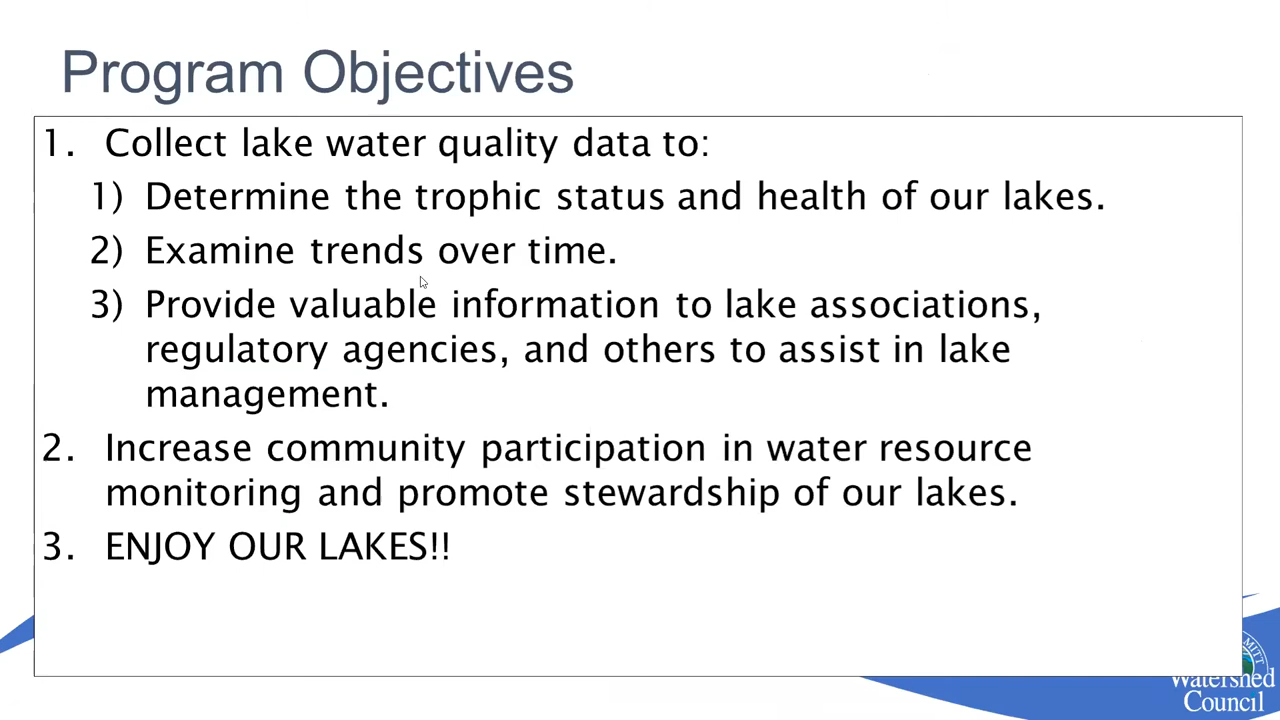 Program Objectives
1. Collect lake water quality data to:
1) Determine the trophic status and health of our lakes.
2) Examine trends over time.
3) Provide valuable information to lake associations,
regulatory agencies, and others to assist in lake
management.
2. Increase community participation in water resource
monitoring and promote stewardship of our lakes.
3. ENJOY OUR LAKES!!
Watershed
Council